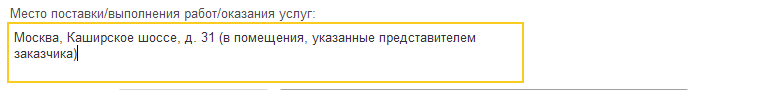 Место поставки/выполнения работ/оказания услуг:
Москва, Каширское шоссе, д. 31 (в помещения, указанные представителем
заказчика)